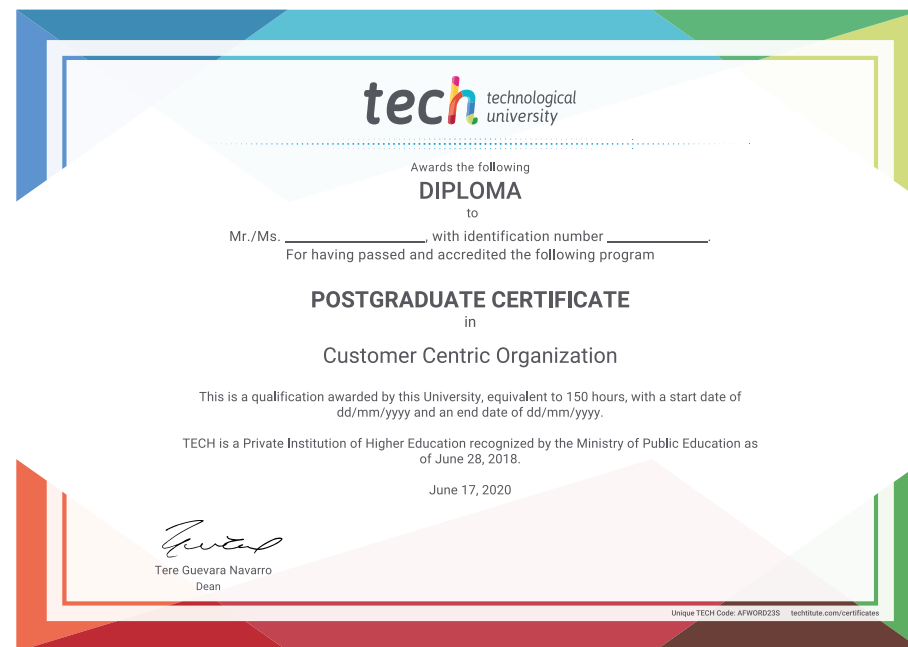 tech technological
university
Awards the following
DIPLOMA
to
Mr./Ms. ____________________, with identification number __________________.
For having passed and accredited the following program
POSTGRADUATE CERTIFICATE
in
Customer Centric Organization
This is a qualification awarded by this University, equivalent to 150 hours, with a start date of
dd/mm/yyyy and an end date of dd/mm/yyyy.
TECH is a Private Institution of Higher Education recognized by the Ministry of Public Education as
of June 28, 2018.
June 17, 2020
Tere Guevara Navarro
Dean
Unique TECH Code: AFWORD23S techtitute.com/certificates